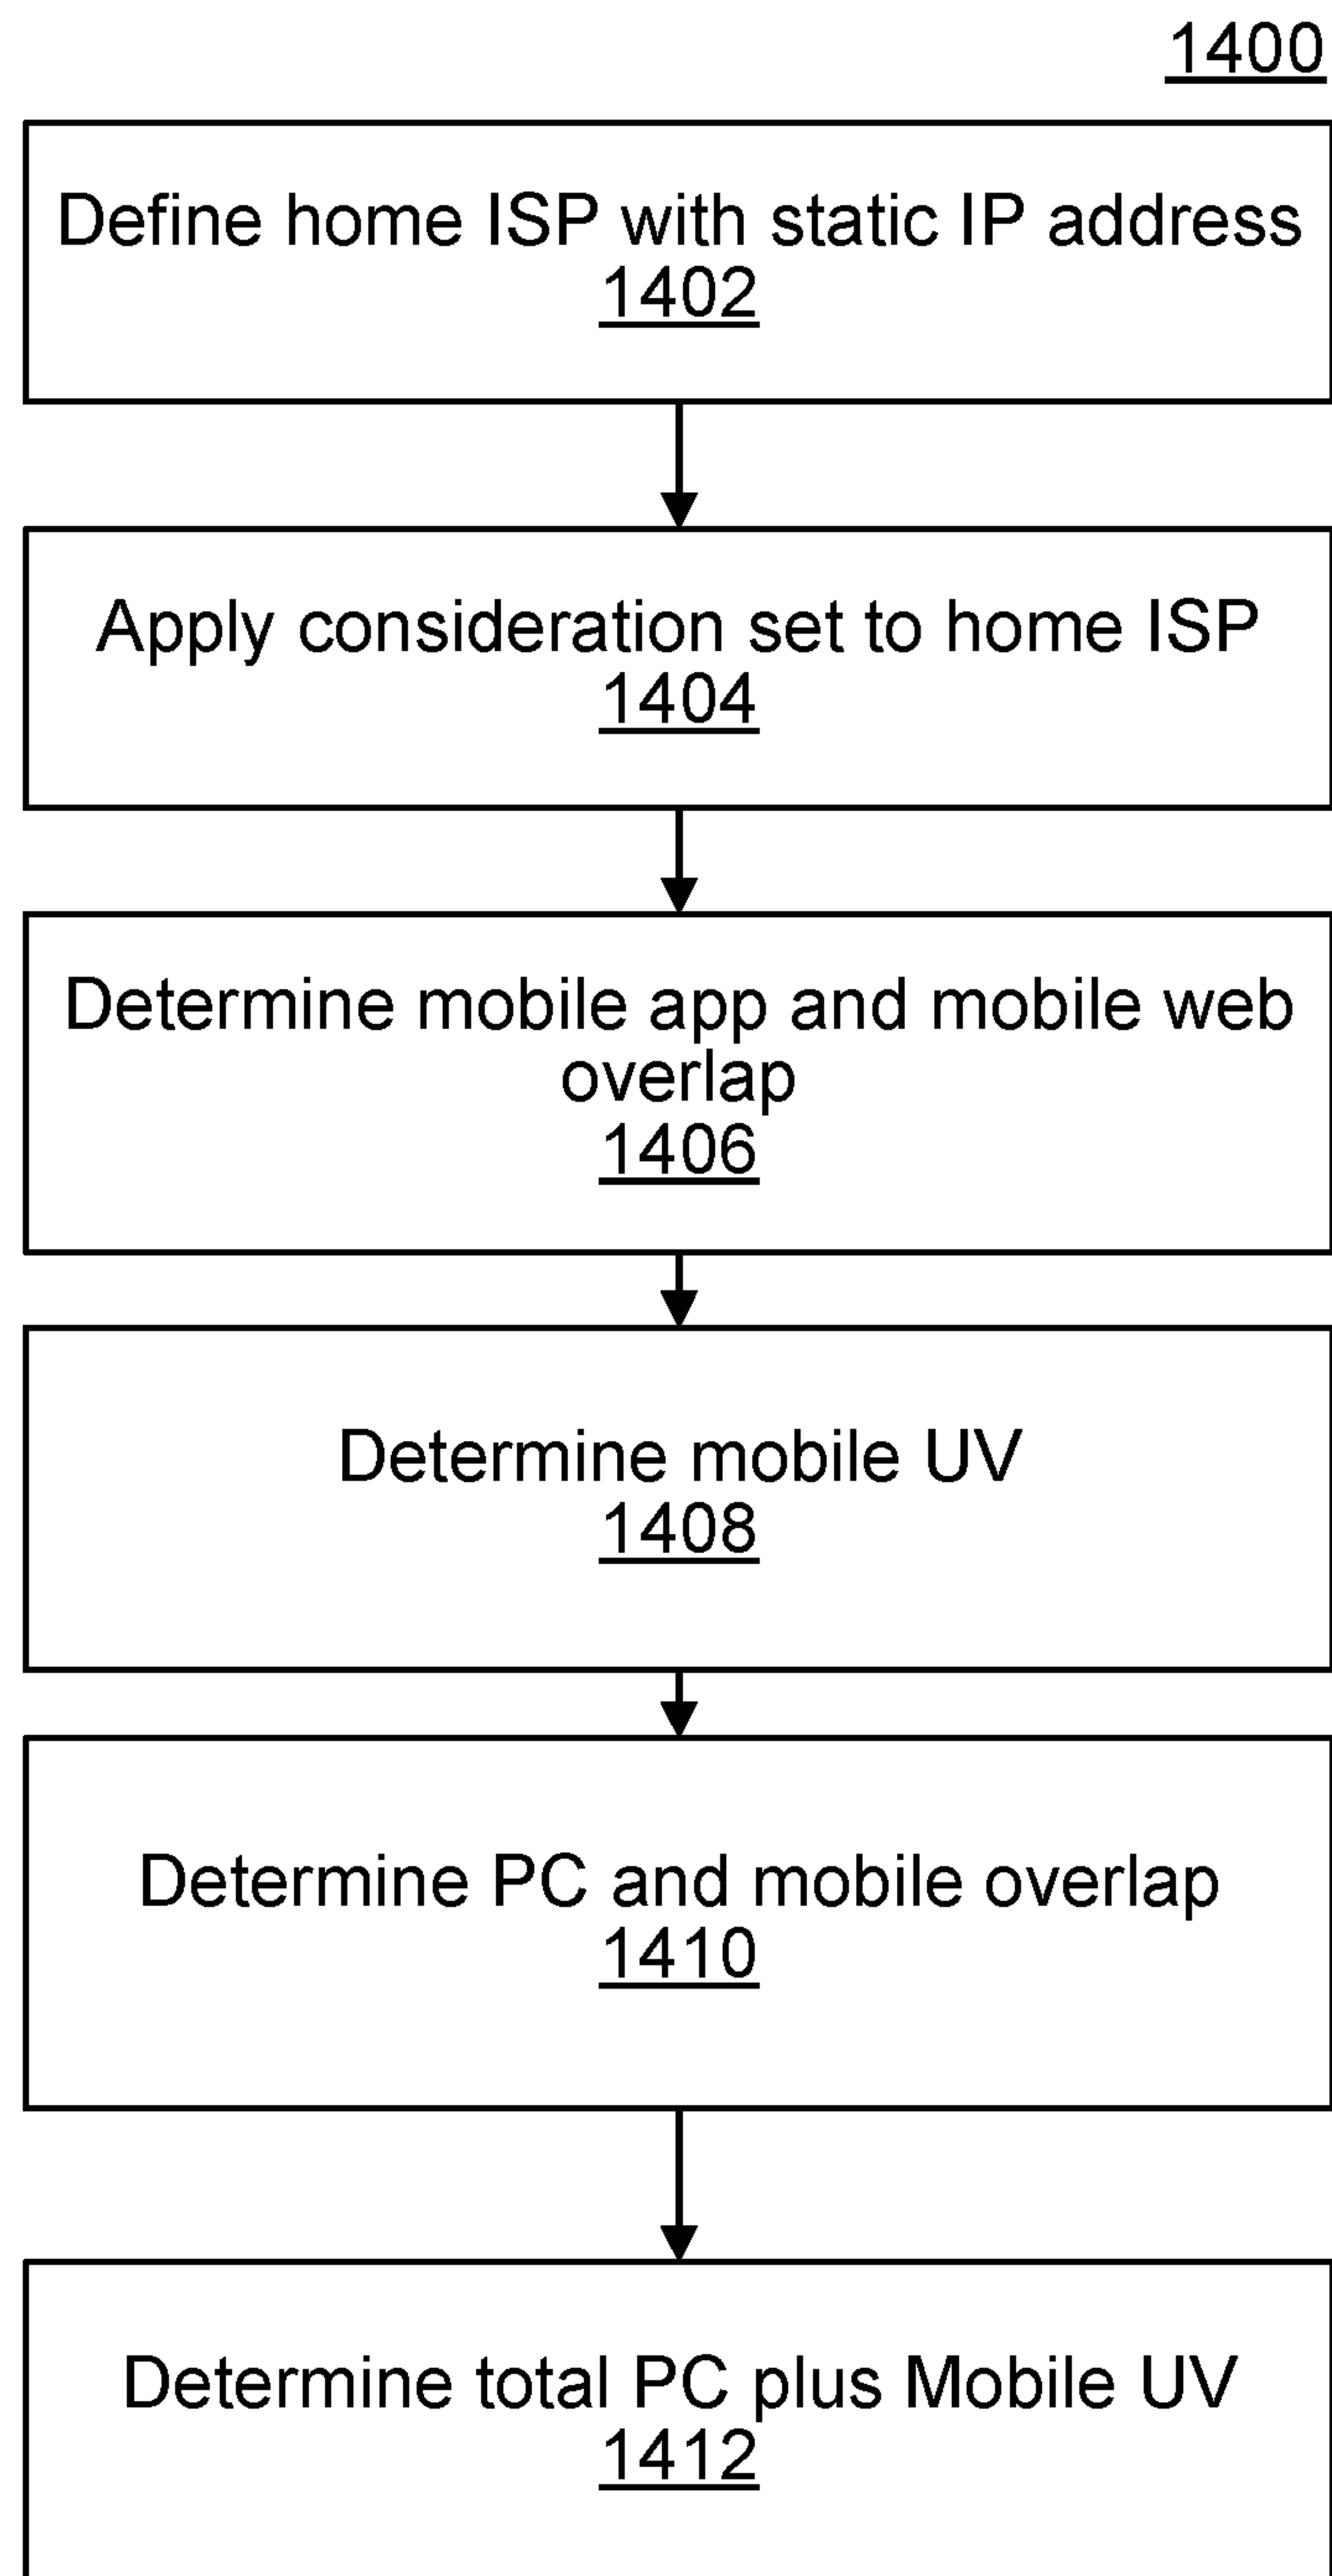 1400
Define home ISP with static IP address
1402
Apply consideration set to home ISP
1404
Determine mobile app and mobile web
overlap
1406
Determine mobile UV
1408
Determine PC and mobile overlap
1410
Determine total PC plus Mobile UV
1412